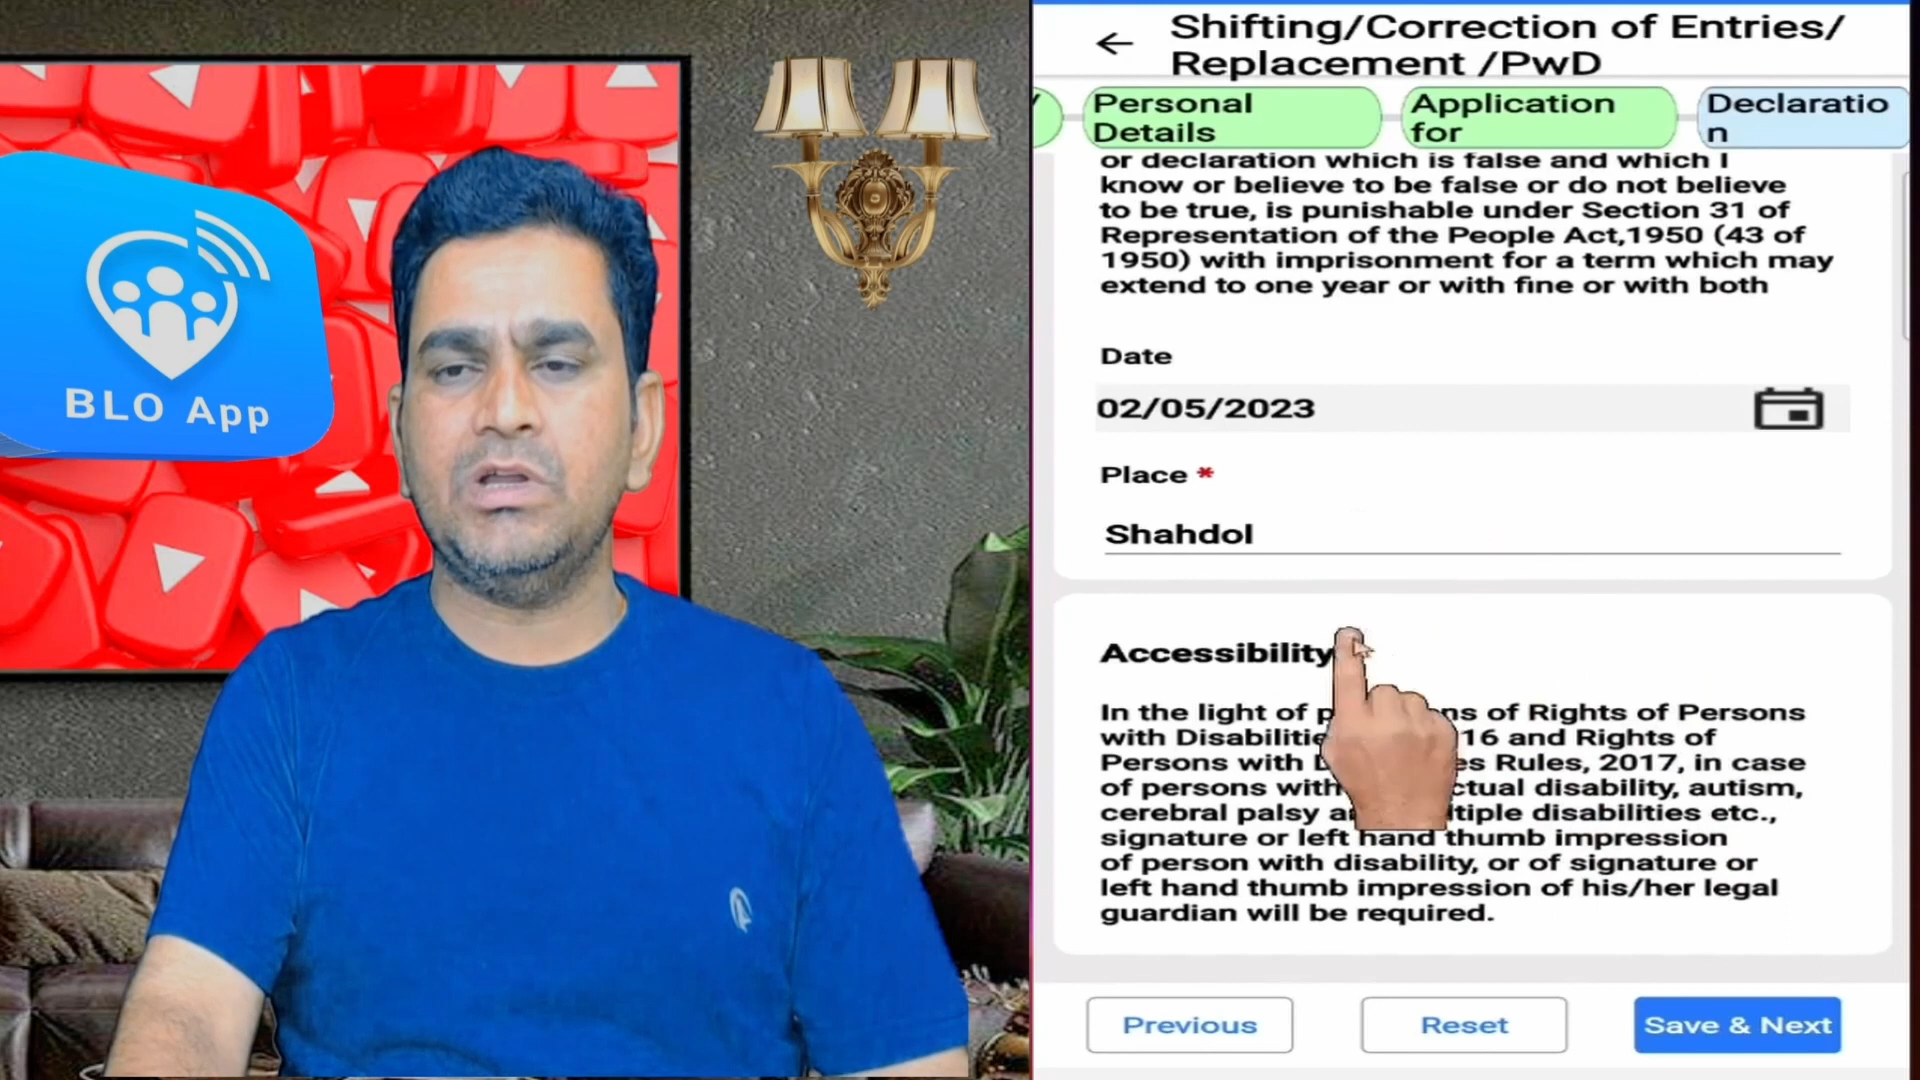 BLO App
Shifting/Correction of Entries/
Replacement /PwD
Personal
Details
Application
for
Declaratio
n
or declaration which is false and which I
know or believe to be false or do not believe
to be true, is punishable under Section 31 of
Representation of the People Act,1950 (43 of
1950) with imprisonment for a term which may
extend to one year or with fine or with both
Date
02/05/2023
Place *
Shahdol
Accessibility
In the light of of Rights of Persons
with 16 and Rights of
Persons with Rules, 2017, in case
of persons with disability, autism,
cerebral palsy disabilities etc.,
signature or left hand thumb impression
of person with disability, or of signature or
left hand thumb impression of his/her legal
guardian will be required.
Previous
Reset
Save & Next